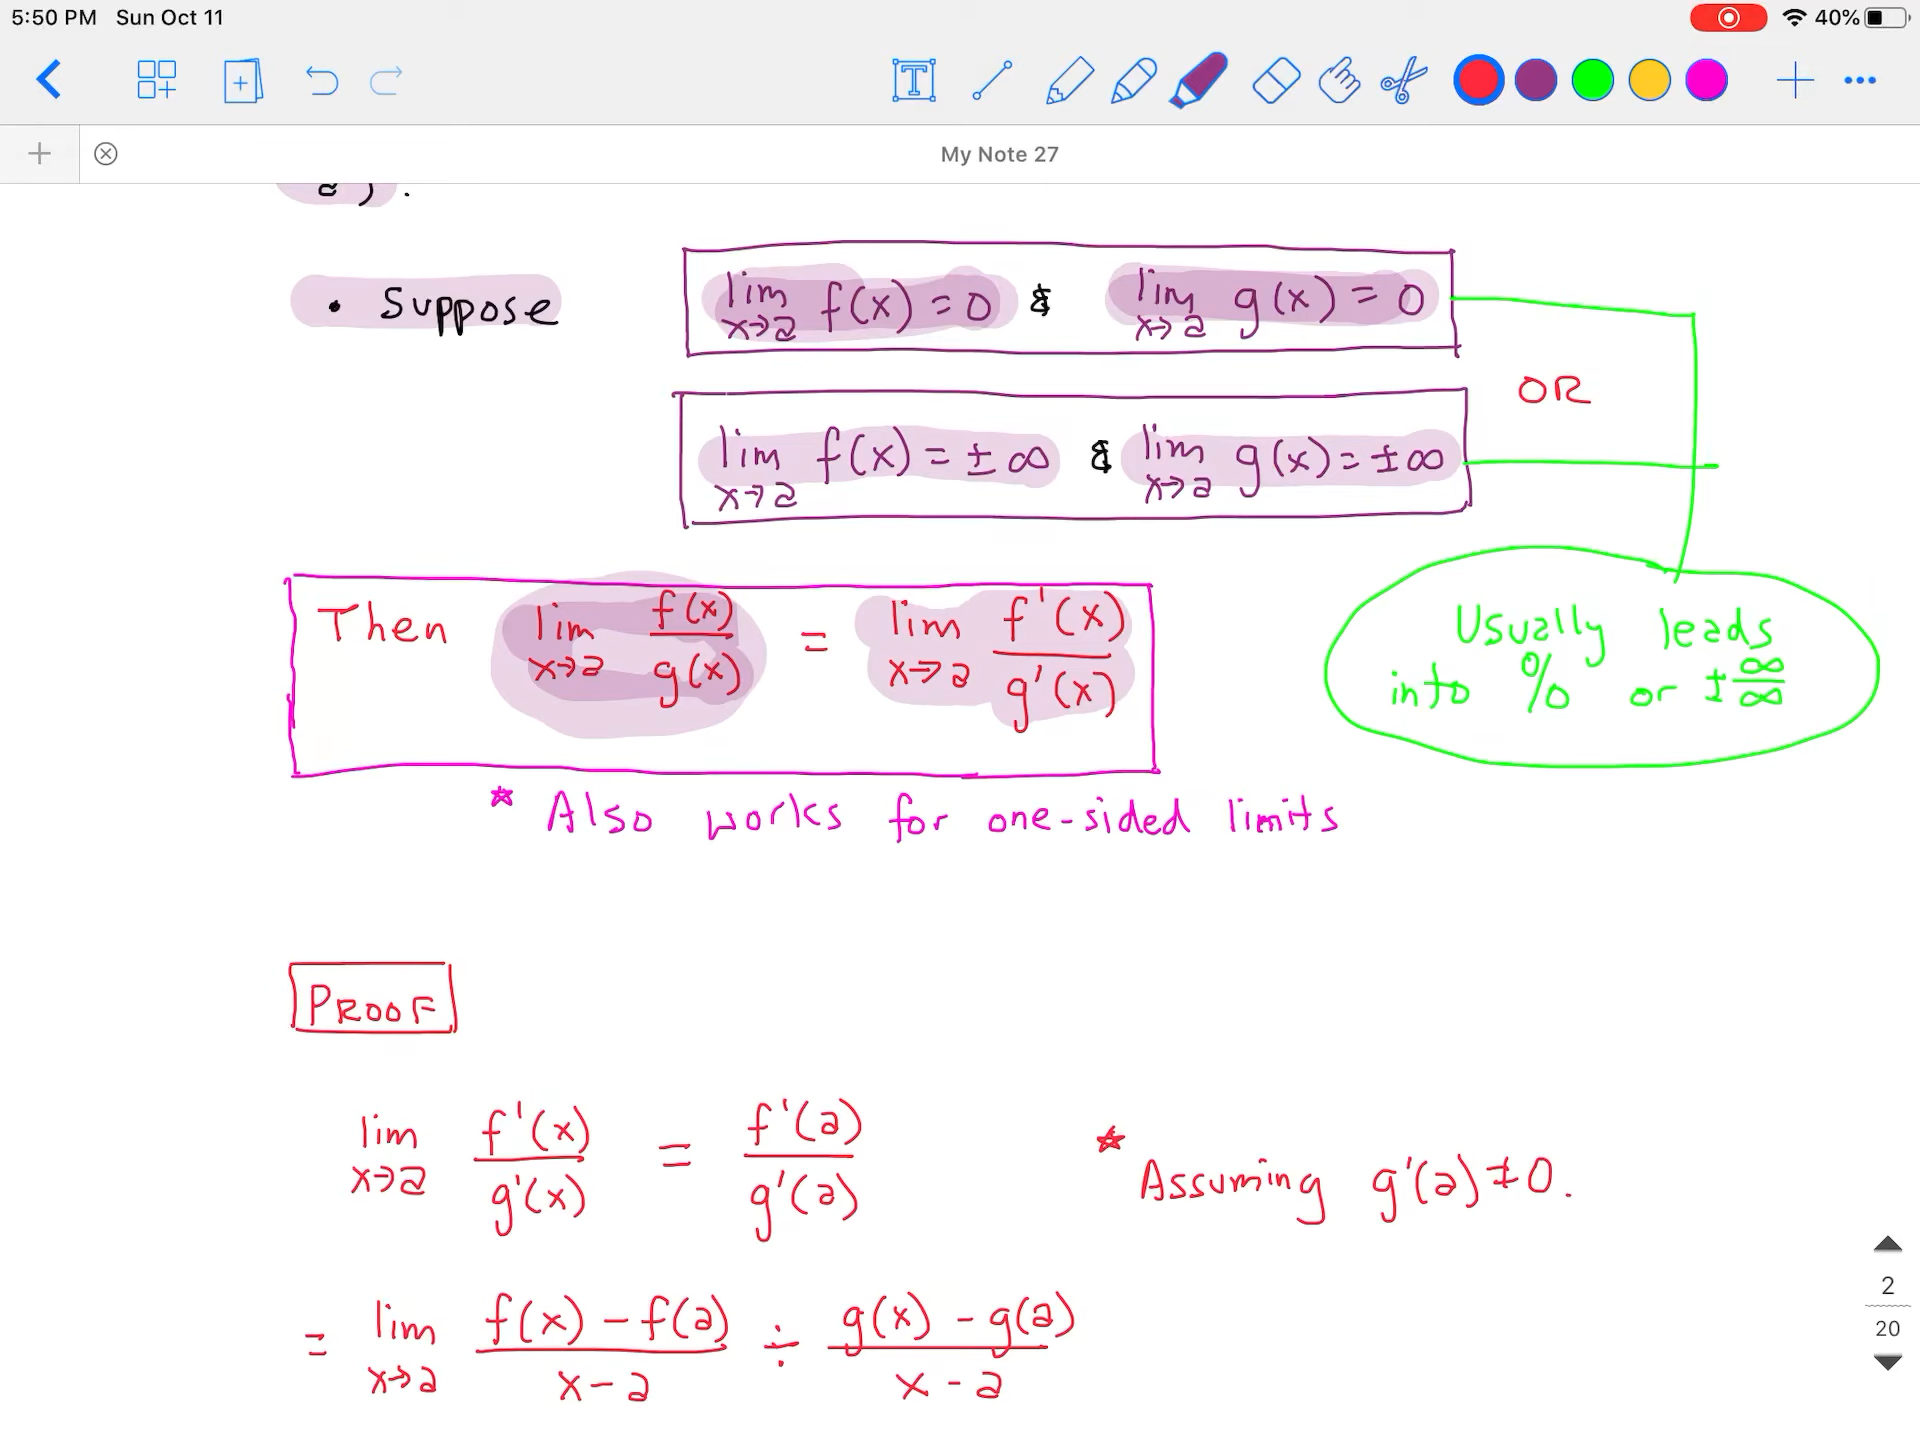 5:50 PM Sun Oct 11 40%
T
My Note 27
a).
• Suppose lim x→a f(x) = 0 & lim x→a g(x) = 0
OR
lim x→a f(x) = ±∞ & lim x→a g(x) = ±∞
Then lim x→a f(x)/g(x) = lim x→a f'(x)/g'(x)
Usually leads
into 0/0 or ±∞/∞
* Also works for one-sided limits
PROOF
lim x→a f'(x)/g'(x) = f'(a)/g'(a)
* Assuming g'(a)≠0.
= lim x→a f(x) - f(a)/x - a ÷ g(x) - g(a)/x - a
2
20